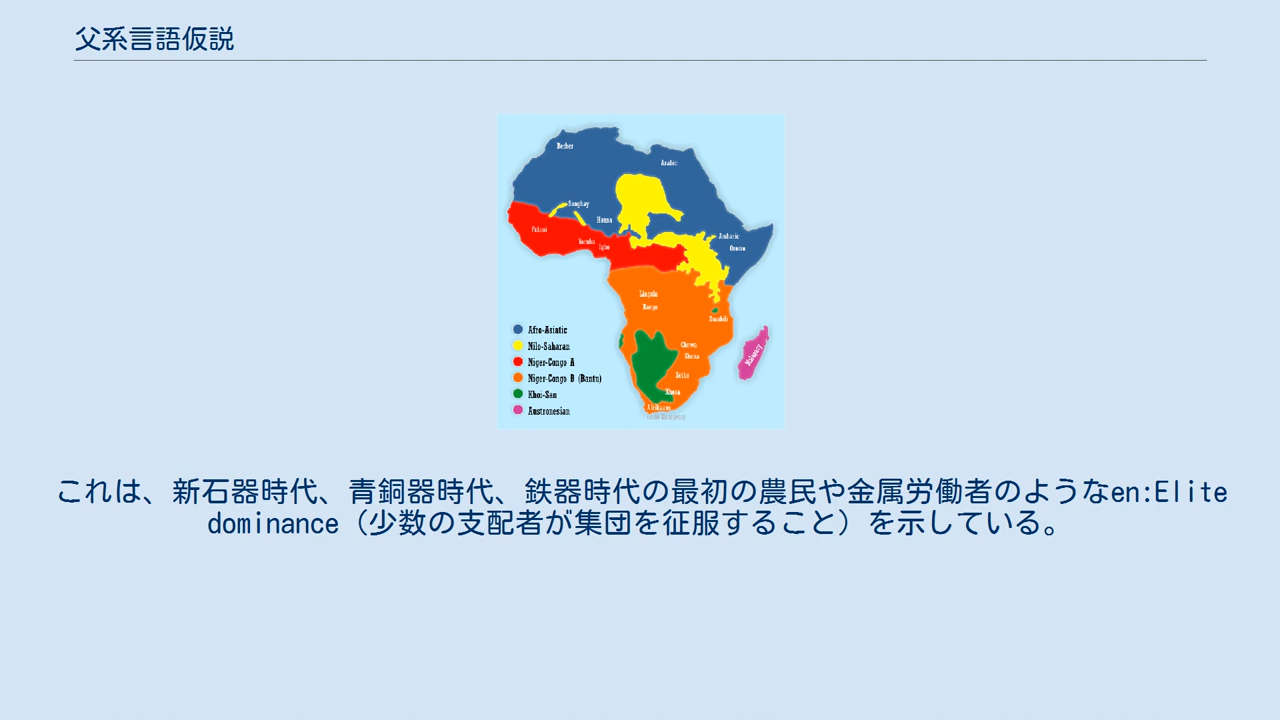 父系言語仮説
Berber
Arabic
Songhay
Hausa
Fulani
Yoruba
Igbo
Amharic
Oromo
Lingala
Kongo
Swahili
Shona
Sotho
Xhosa
Afrikaans
Malagasy
Afro-Asiatic
Nilo-Saharan
Niger-Congo A
Niger-Congo B (Bantu)
Khoi-San
Austronesian
これは、新石器時代、青銅器時代、鉄器時代の最初の農民や金属労働者のようなen:Elite
dominance（少数の支配者が集団を征服すること）を示している。